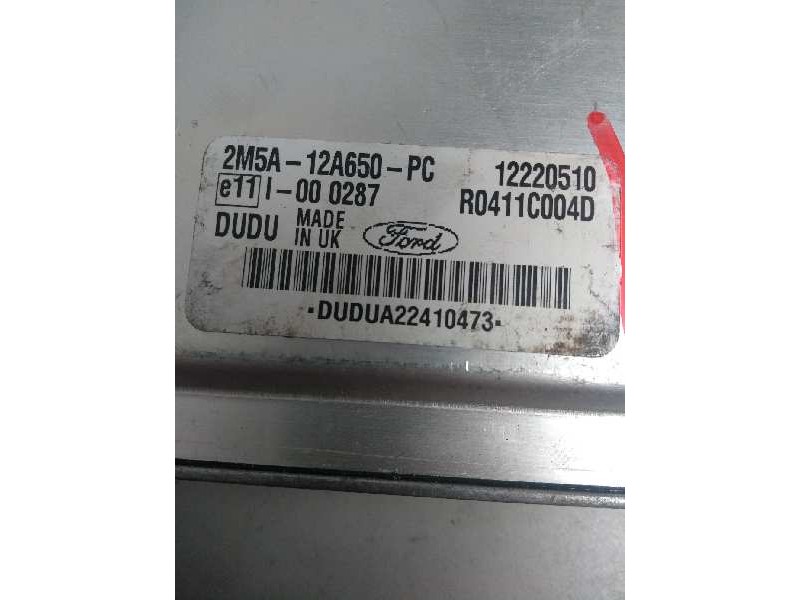 2M5A-12A650-PC 12220510
e11 I-00 0287 R0411C004D
DUDU MADE IN UK Ford
-DUDUA22410473-